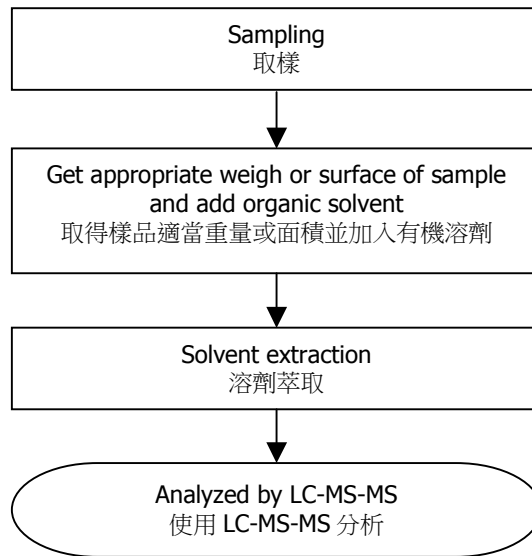 Sampling
取樣
Get appropriate weigh or surface of sample
and add organic solvent
取得樣品適當重量或面積並加入有機溶劑
Solvent extraction
溶劑萃取
Analyzed by LC-MS-MS
使用 LC-MS-MS 分析